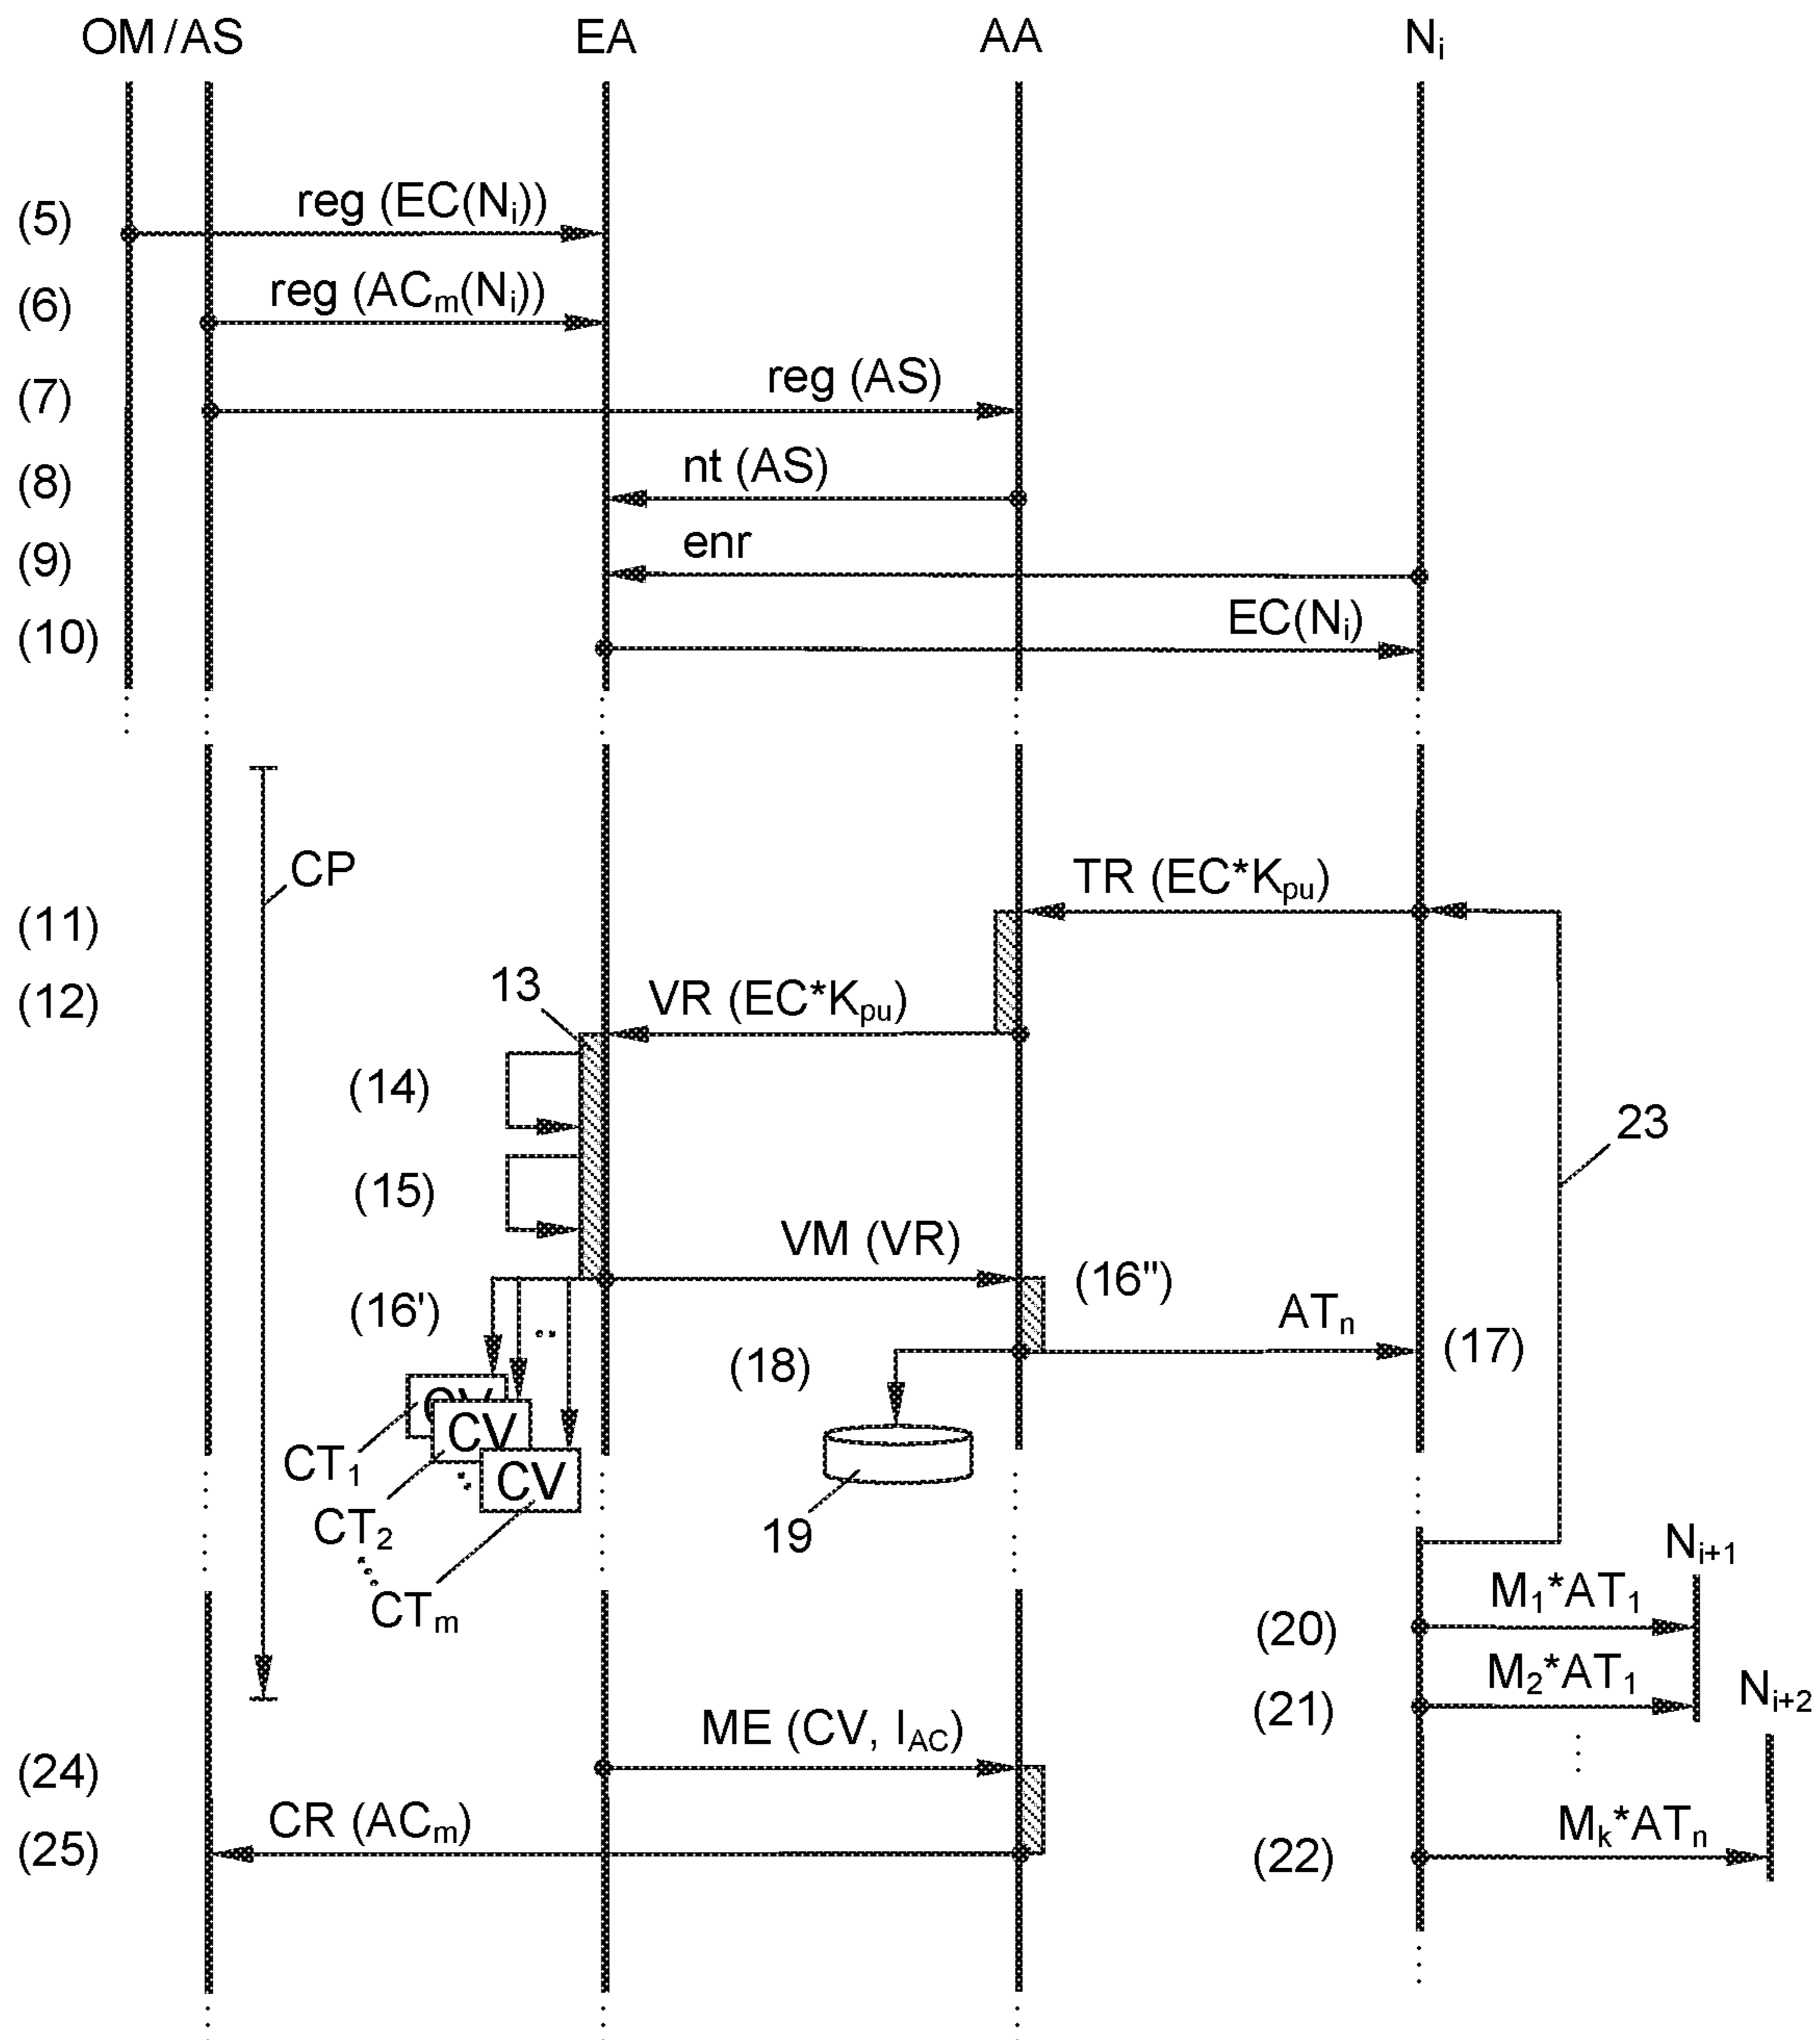 OM / AS EA AA Nᵢ
(5) reg (EC(Nᵢ))
(6) reg (ACₘ(Nᵢ))
(7) reg (AS)
(8) nt (AS)
(9) enr
(10) EC(Nᵢ)
CP
(11) TR (EC*Kₚᵤ)
(12) 13 VR (EC*Kₚᵤ)
(14)
23
(15)
VM (VR)
(16') (16'') ATₙ
(18) (17)
CV
CV
CT₁ CV
CT₂ 19
CTₘ
Nᵢ₊₁
M₁*AT₁
(20)
M₂*AT₁ Nᵢ₊₂
(21)
ME (CV, I_AC)
(24)
CR (ACₘ) Mₖ*ATₙ
(25) (22)